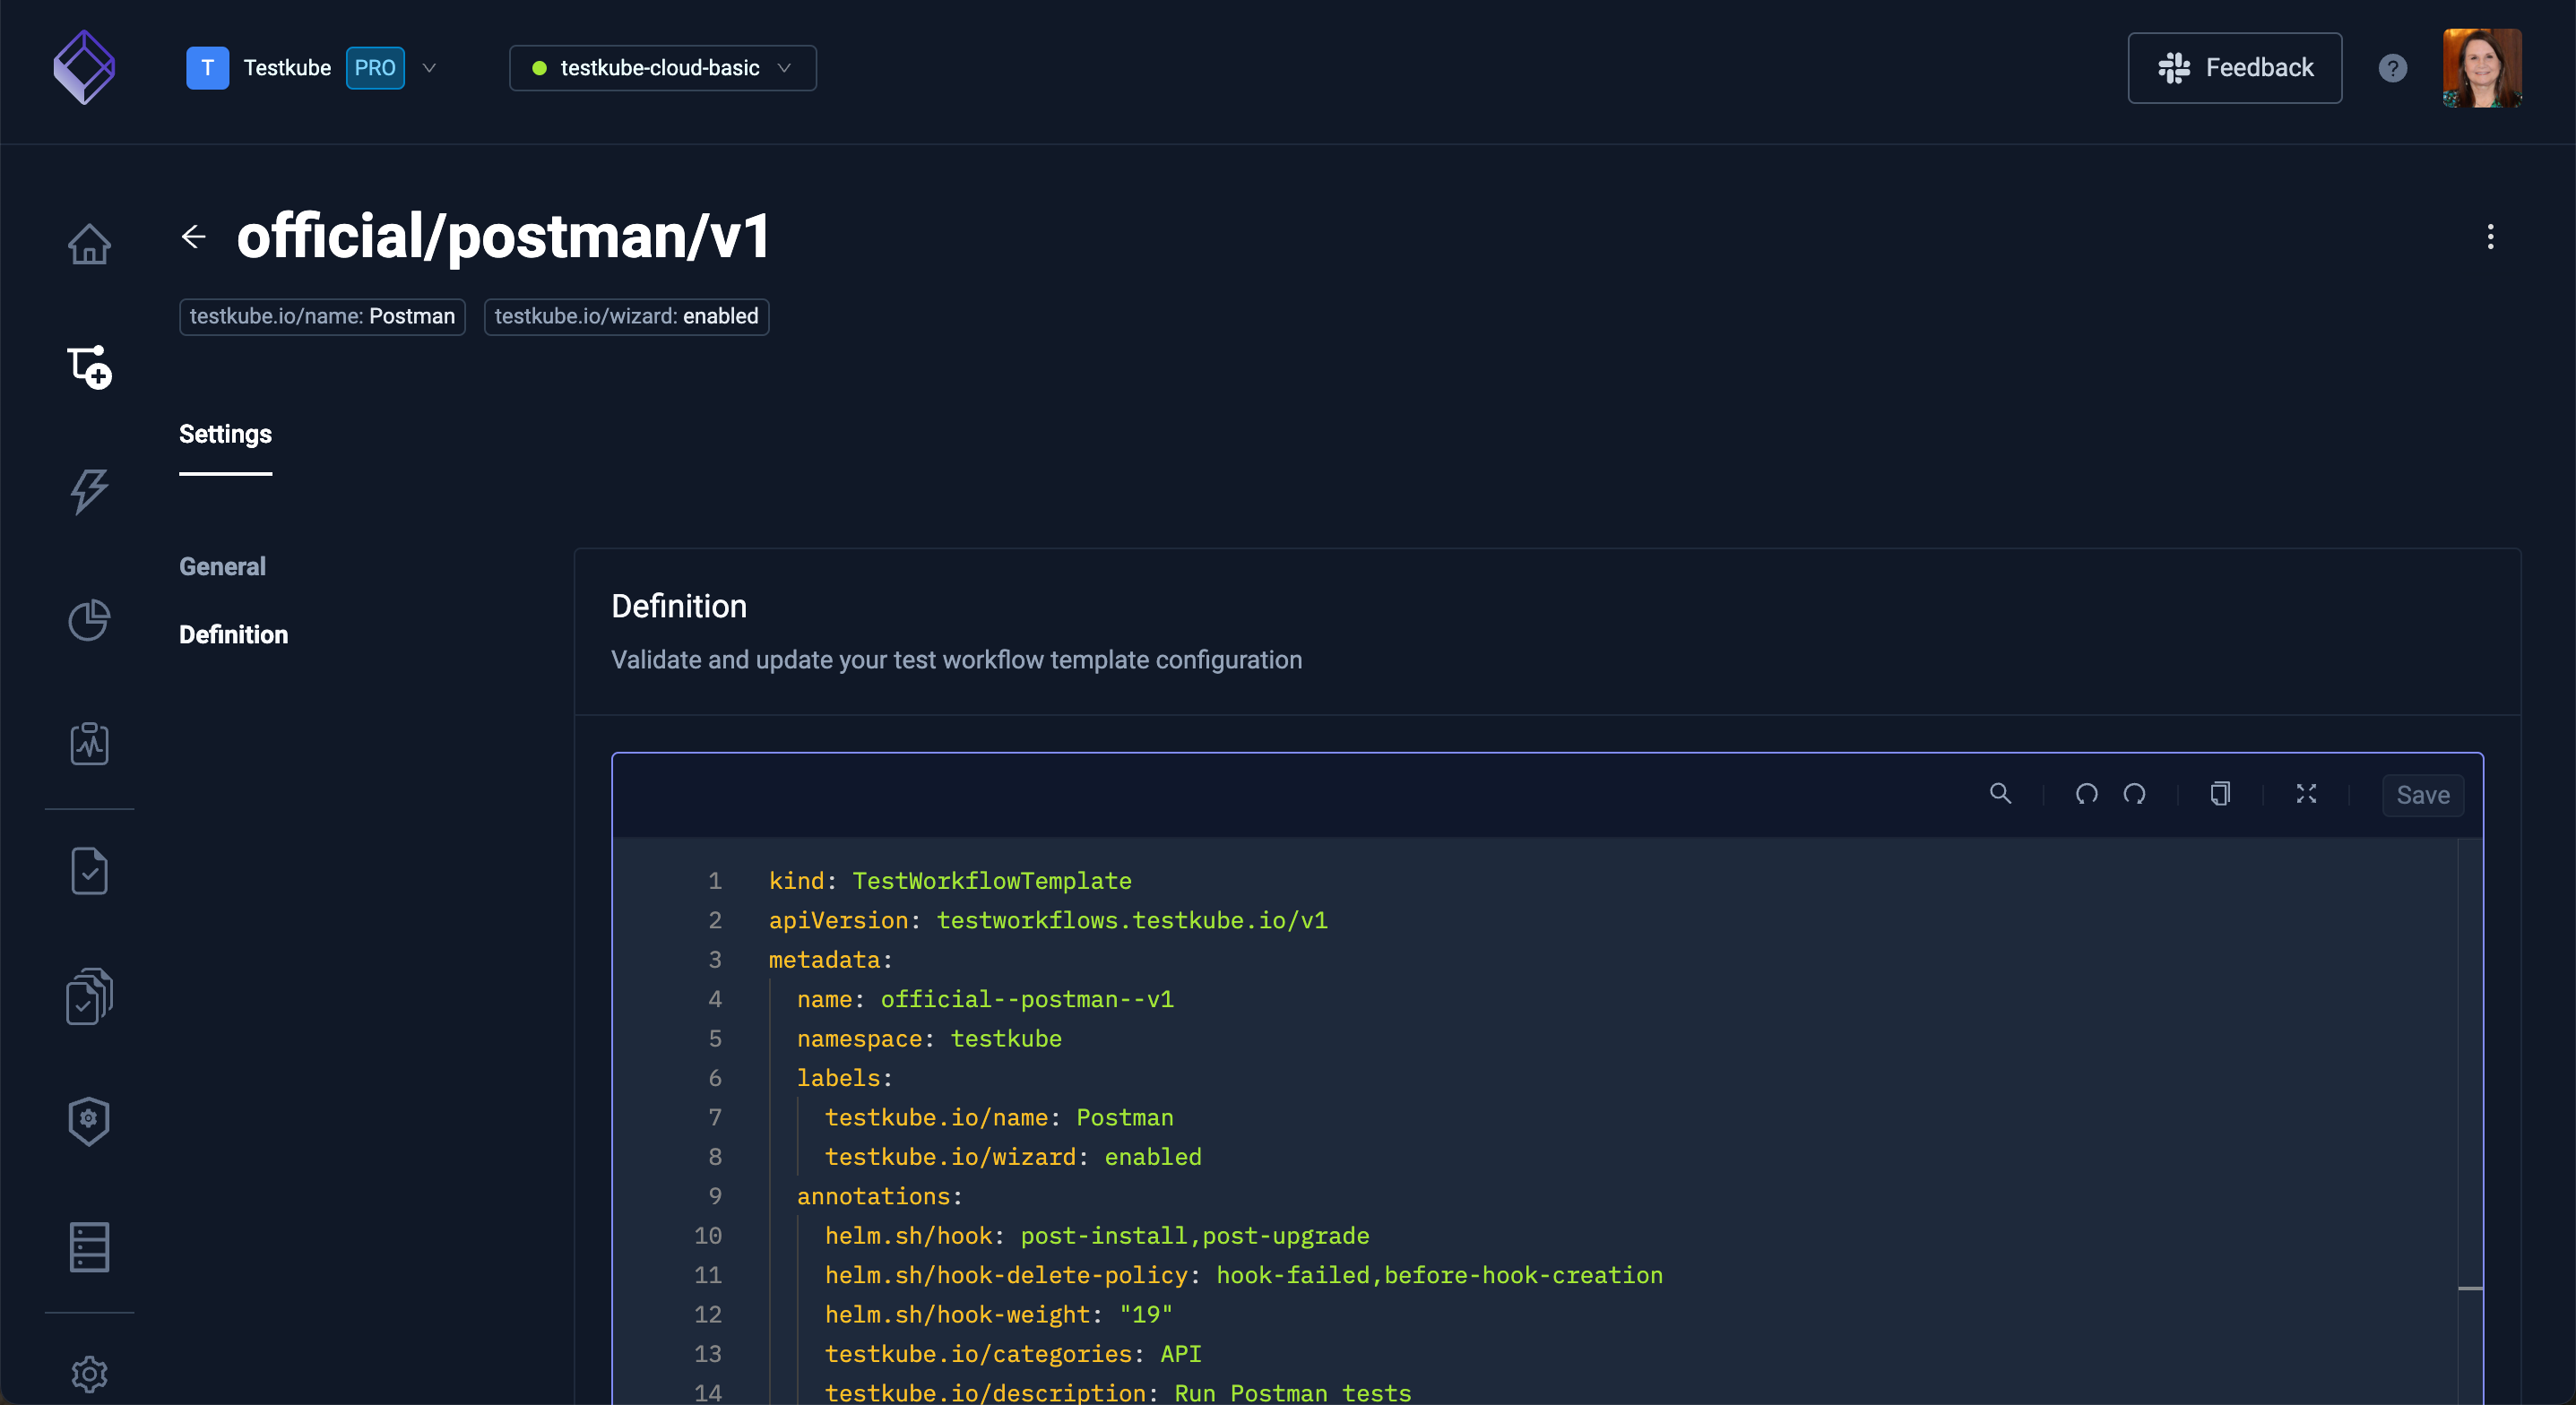 T Testkube PRO testkube-cloud-basic Feedback ?
official/postman/v1
testkube.io/name: Postman testkube.io/wizard: enabled
Settings
General
Definition
Definition
Validate and update your test workflow template configuration
Save
1 kind: TestWorkflowTemplate
2 apiVersion: testworkflows.testkube.io/v1
3 metadata:
4 name: official--postman--v1
5 namespace: testkube
6 labels:
7 testkube.io/name: Postman
8 testkube.io/wizard: enabled
9 annotations:
10 helm.sh/hook: post-install,post-upgrade
11 helm.sh/hook-delete-policy: hook-failed,before-hook-creation
12 helm.sh/hook-weight: "19"
13 testkube.io/categories: API
14 testkube.io/description: Run Postman tests